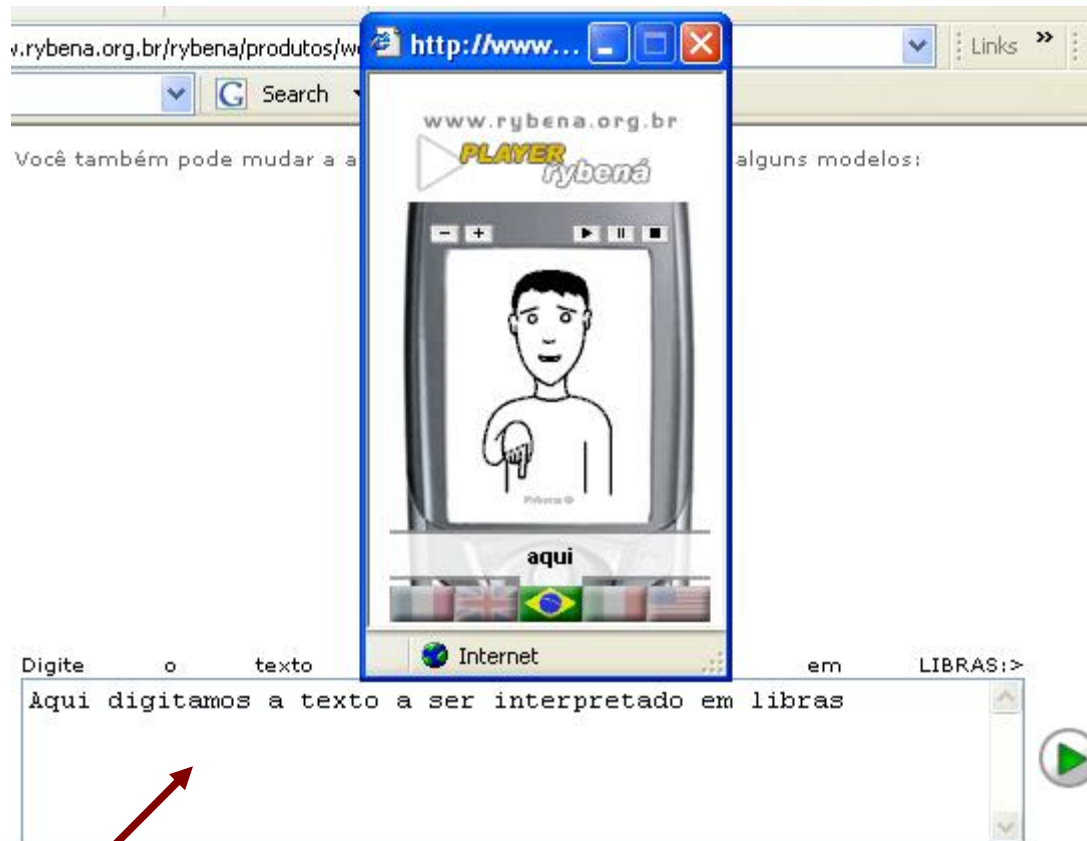 v.rybena.org.br/rybena/produtos/w
http://www...
Links »
G Search
www.rybena.org.br
PLAYER
rybená
Você também pode mudar a a
alguns modelos:
- +
aqui
Internet
Digite o texto em LIBRAS:>
Aqui digitamos a texto a ser interpretado em libras